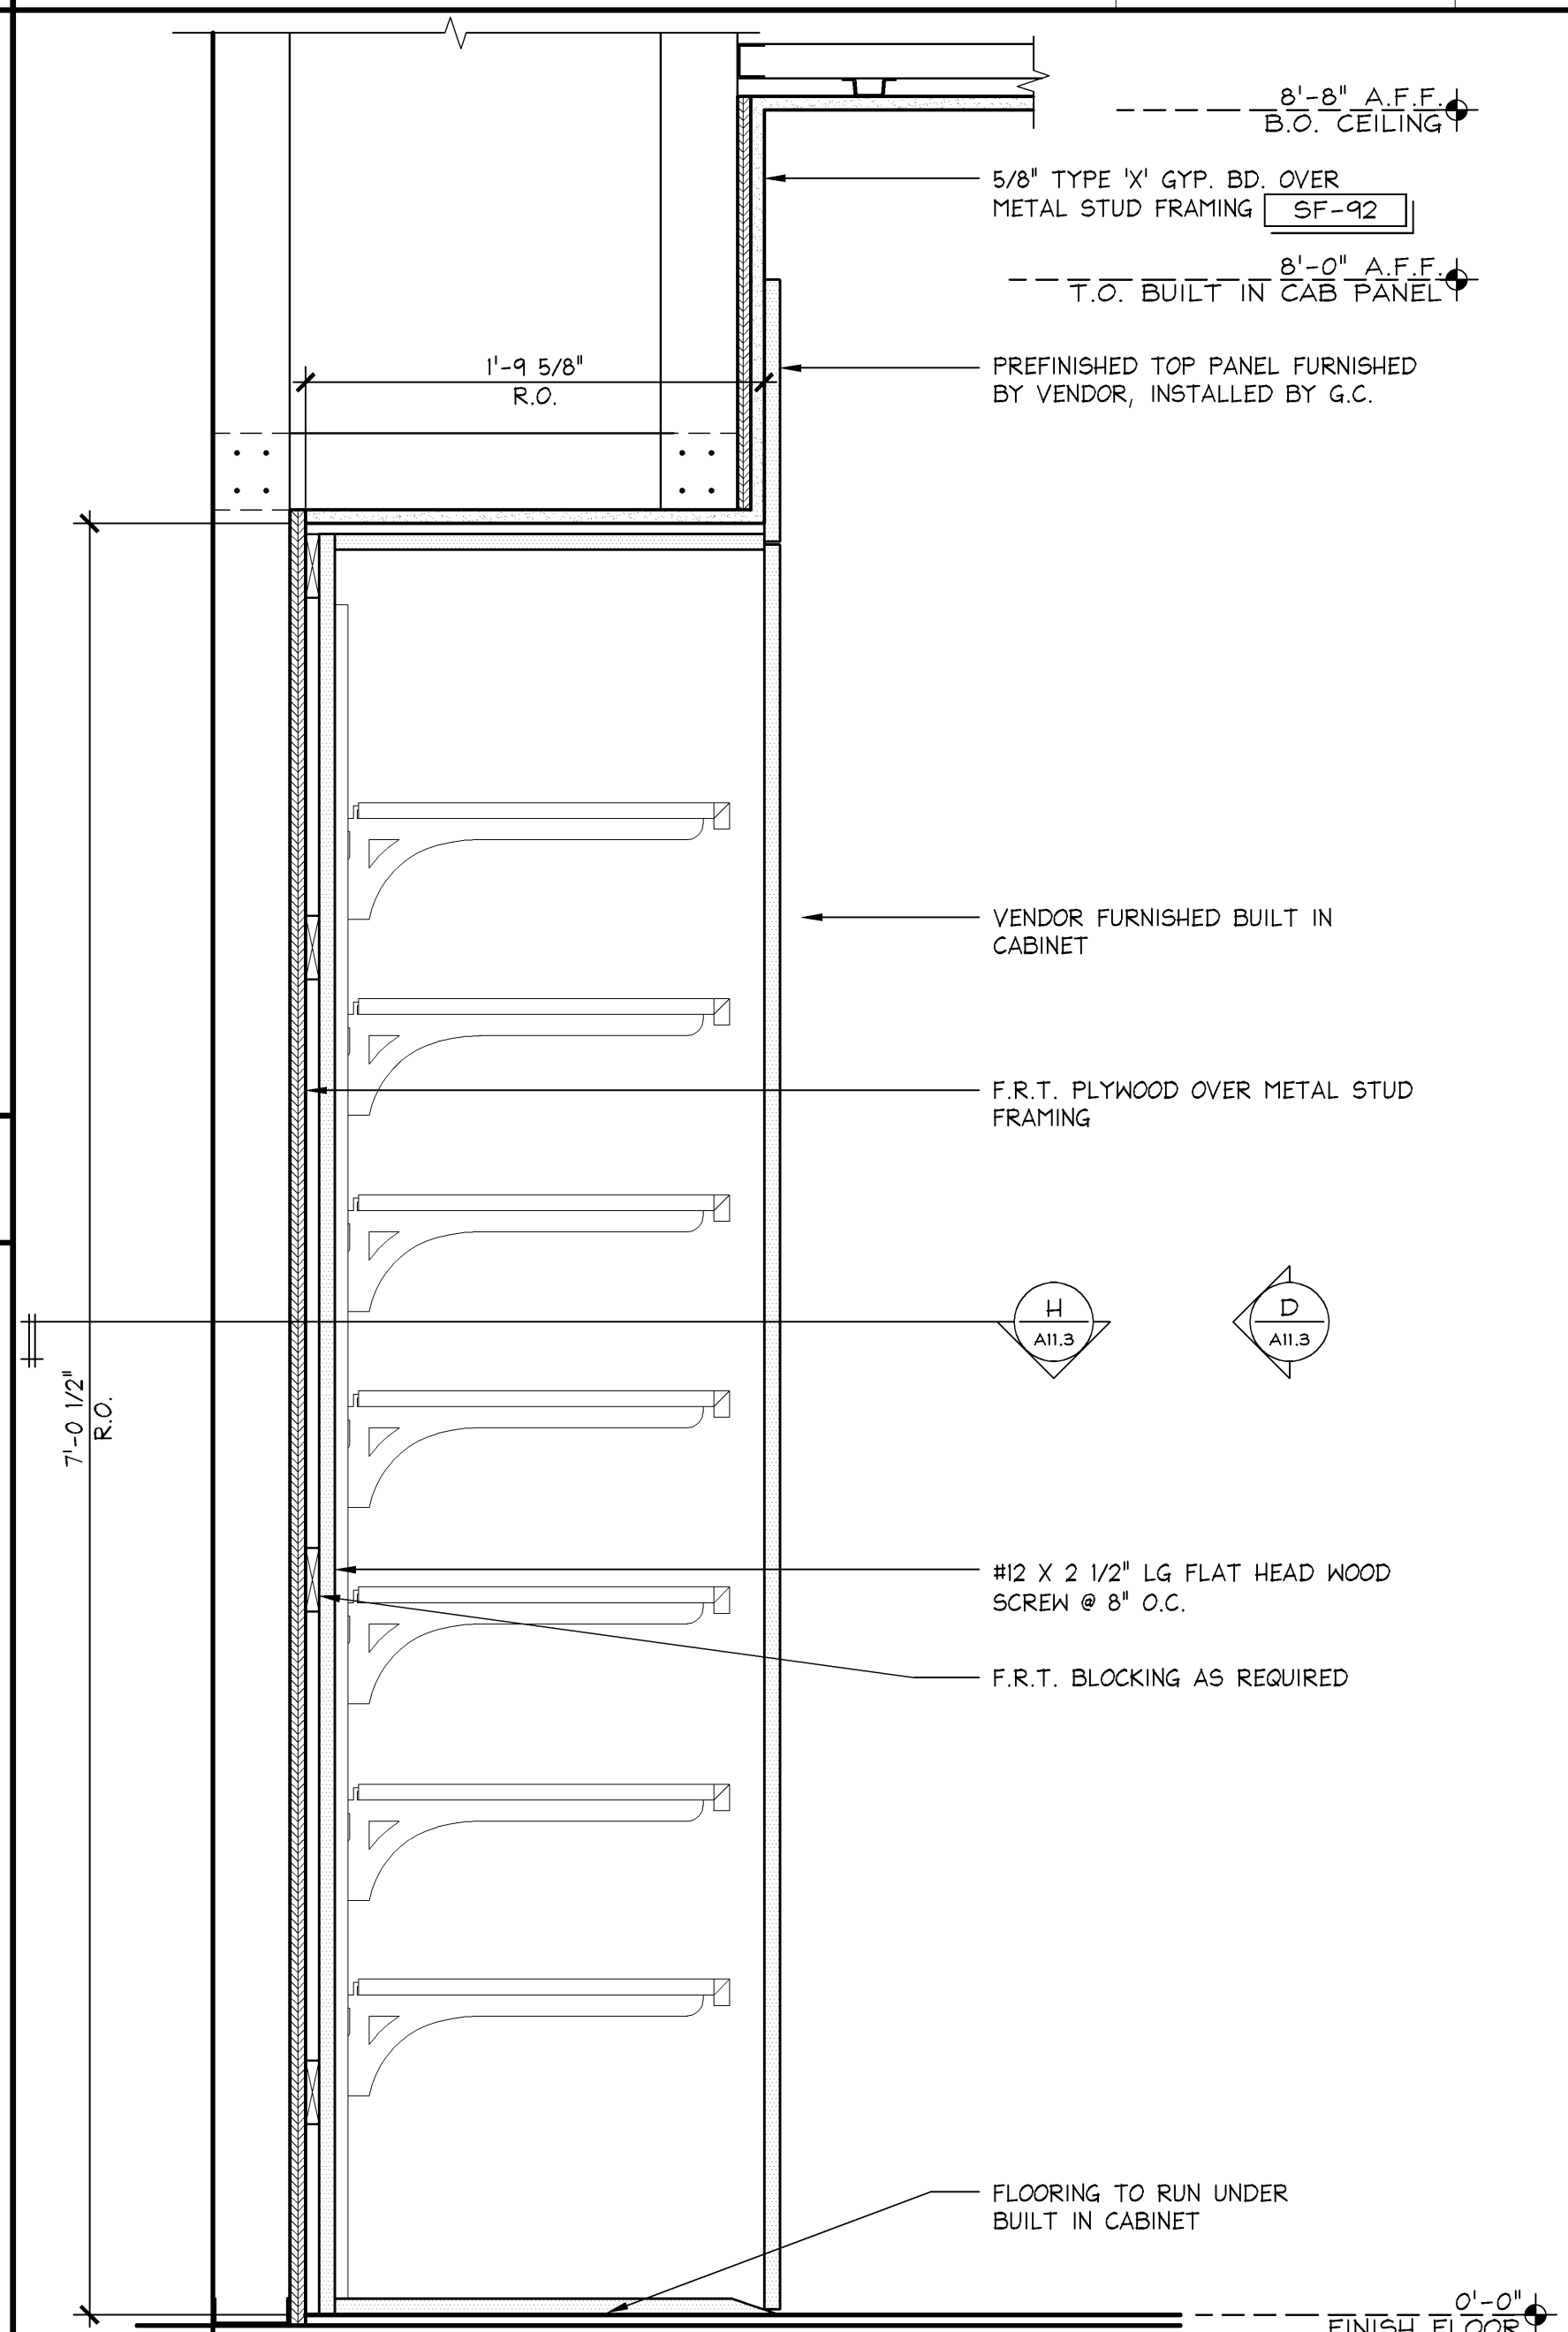 8'-8" A.F.F.
B.O. CEILING
5/8" TYPE 'X' GYP. BD. OVER
METAL STUD FRAMING SF-92
8'-0" A.F.F.
T.O. BUILT IN CAB PANEL
1'-9 5/8"
R.O.
PREFINISHED TOP PANEL FURNISHED
BY VENDOR, INSTALLED BY G.C.
VENDOR FURNISHED BUILT IN
CABINET
F.R.T. PLYWOOD OVER METAL STUD
FRAMING
H
A11.3
D
A11.3
7'-0 1/2"
R.O.
#12 X 2 1/2" LG FLAT HEAD WOOD
SCREW @ 8" O.C.
F.R.T. BLOCKING AS REQUIRED
FLOORING TO RUN UNDER
BUILT IN CABINET
0'-0"
FINISH FLOOR